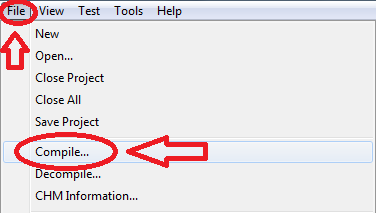 File View Test Tools Help
New
Open...
Close Project
Close All
Save Project
Compile...
Decompile...
CHM Information...